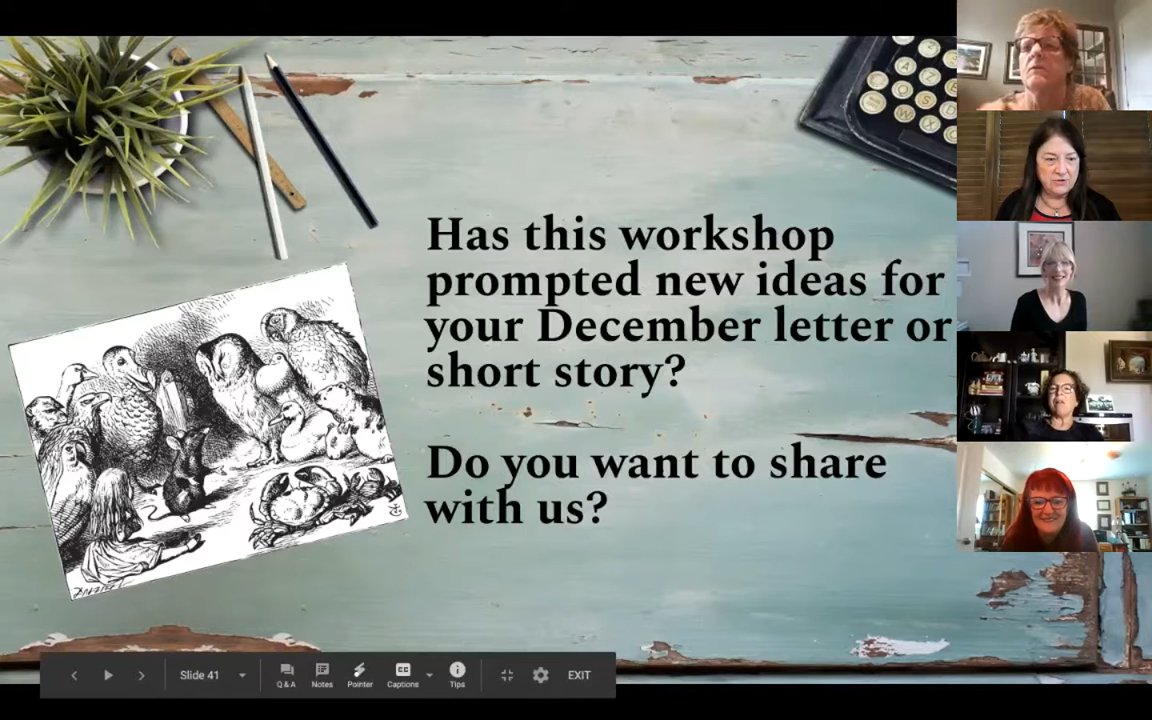 Has this workshop
prompted new ideas for
your December letter or
short story?
Do you want to share
with us?
Slide 41
Q & A
Notes
Pointer
CC
Captions
Tips
EXIT